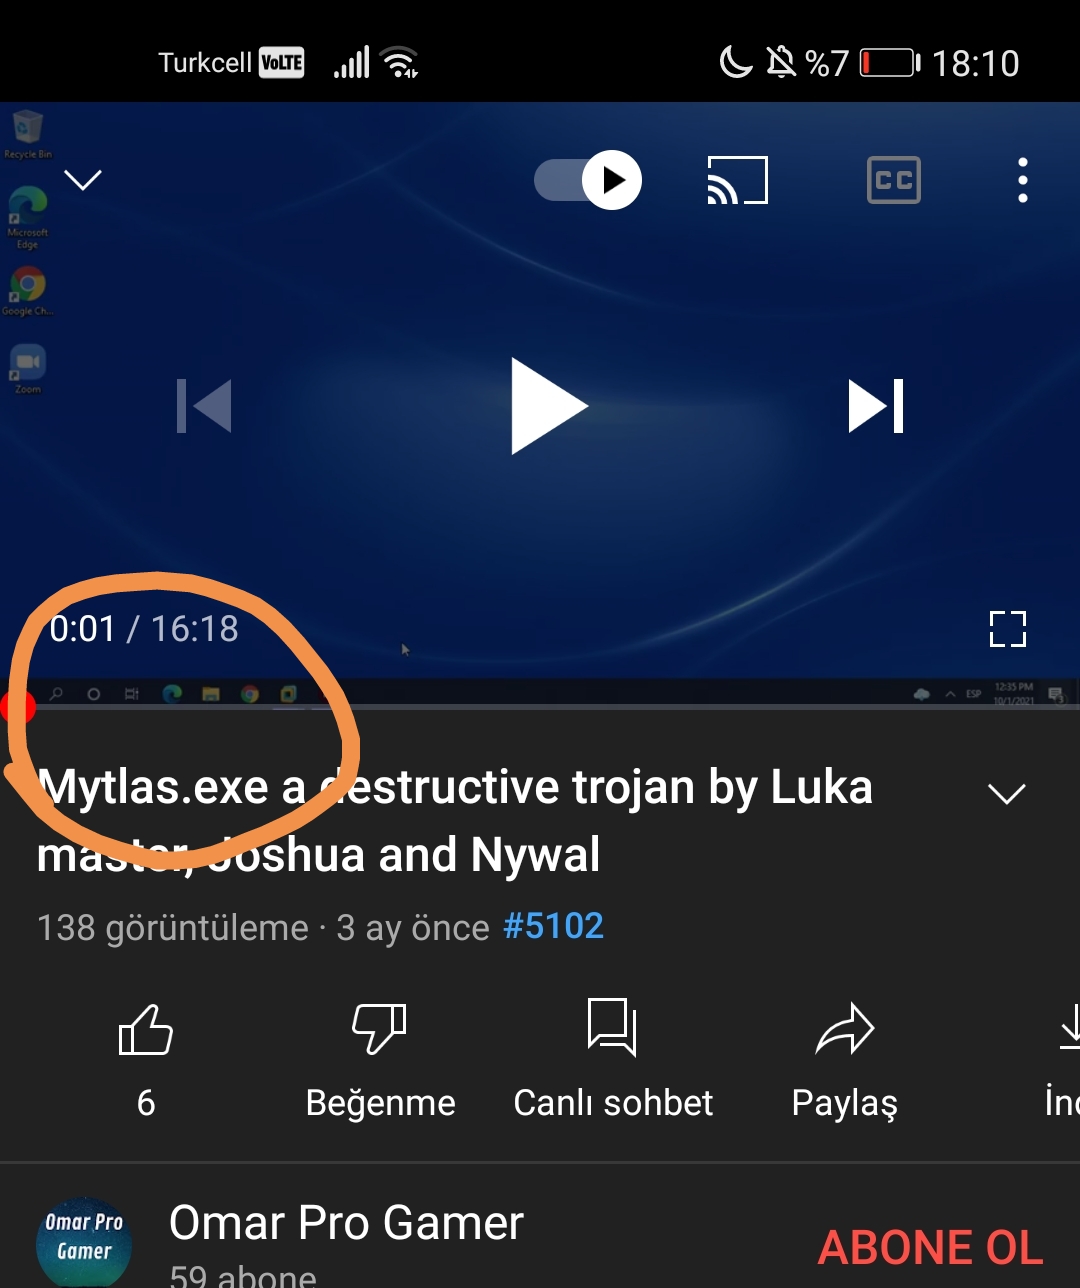 Turkcell VoLTE %7 18:10
Recycle Bin
CC
Microsoft
Edge
Google Ch...
Zoom
0:01 / 16:18
ESP 12:35 PM
10/1/2021 3
Mytlas.exe a destructive trojan by Luka
master, Joshua and Nywal
138 görüntüleme · 3 ay önce #5102
6 Beğenme Canlı sohbet Paylaş İnd
Omar Pro
Gamer
Omar Pro Gamer
59 abone
ABONE OL